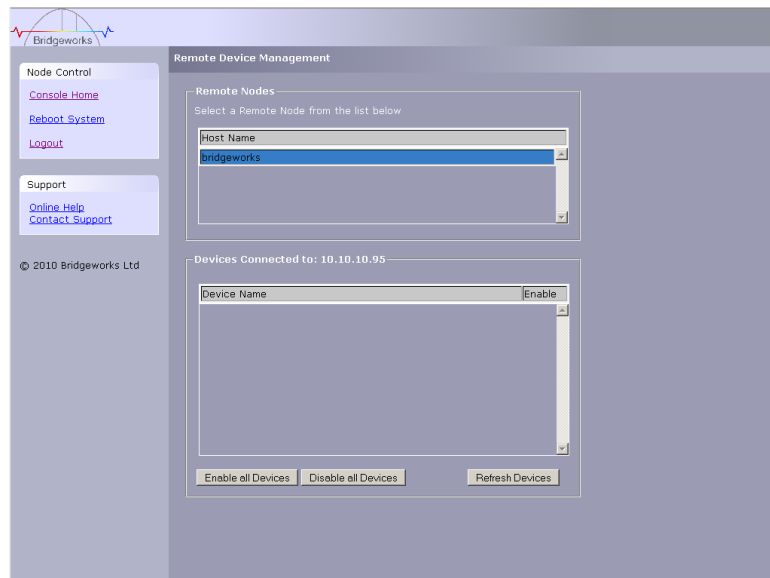 Bridgeworks
Remote Device Management
Node Control
Console Home
Reboot System
Logout
Support
Online Help
Contact Support
© 2010 Bridgeworks Ltd
Remote Nodes
Select a Remote Node from the list below
Host Name
bridgeworks
Devices Connected to: 10.10.10.95
Device Name Enable
Enable all Devices Disable all Devices Refresh Devices